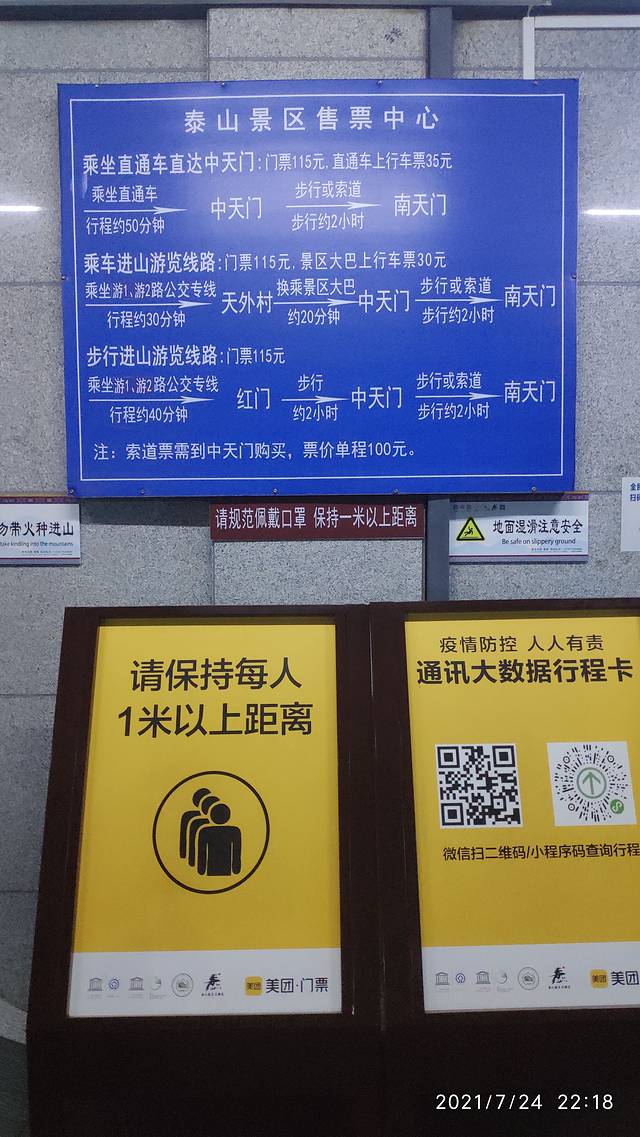 泰山景区售票中心
乘坐直通车直达中天门:门票115元,直通车上行车票35元
乘坐直通车 步行或索道
中天门 南天门
行程约50分钟 步行约2小时
乘车进山游览线路:门票115元,景区大巴上行车票30元
乘坐游1、游2路公交专线 换乘景区大巴 步行或索道
天外村 中天门 南天门
行程约30分钟 约20分钟 步行约2小时
步行进山游览线路:门票115元
乘坐游1、游2路公交专线 步行 步行或索道
红门 中天门 南天门
行程约40分钟 约2小时 步行约2小时
注：索道票需到中天门购买，票价单程100元。
勿带火种进山
take kindling into the mountains.
请规范佩戴口罩 保持一米以上距离
地面湿滑注意安全
Be safe on slippery ground
请保持每人
1米以上距离
美团 美团·门票
疫情防控 人人有责
通讯大数据行程卡
微信扫二维码/小程序码查询行程
美团 美团
2021/7/24 22:18